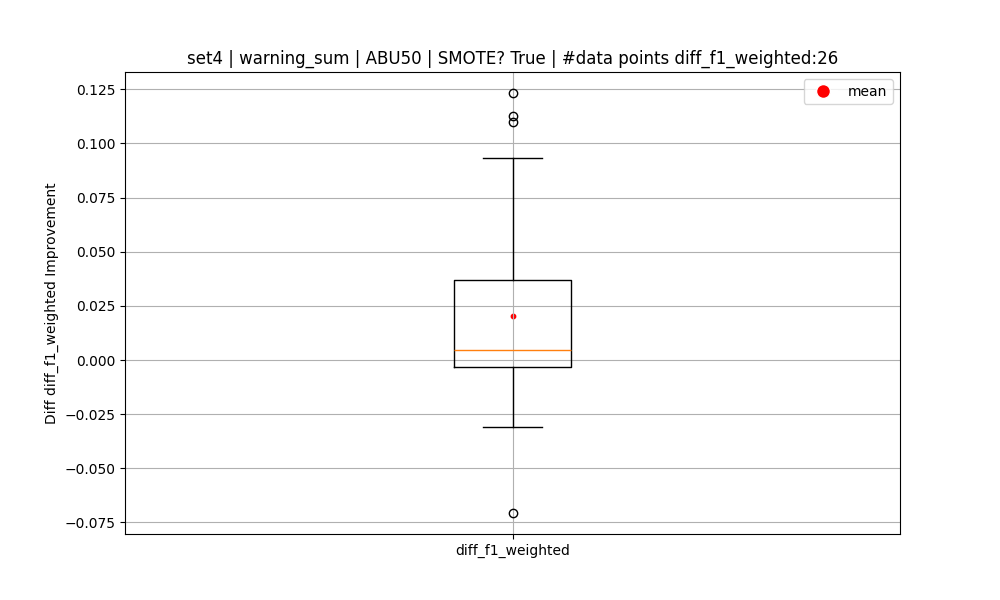 set4 | warning_sum | ABU50 | SMOTE? True | #data points diff_f1_weighted:26
mean
0.125
0.100
0.075
0.050
0.025
0.000
−0.025
−0.050
−0.075
Diff diff_f1_weighted Improvement
diff_f1_weighted